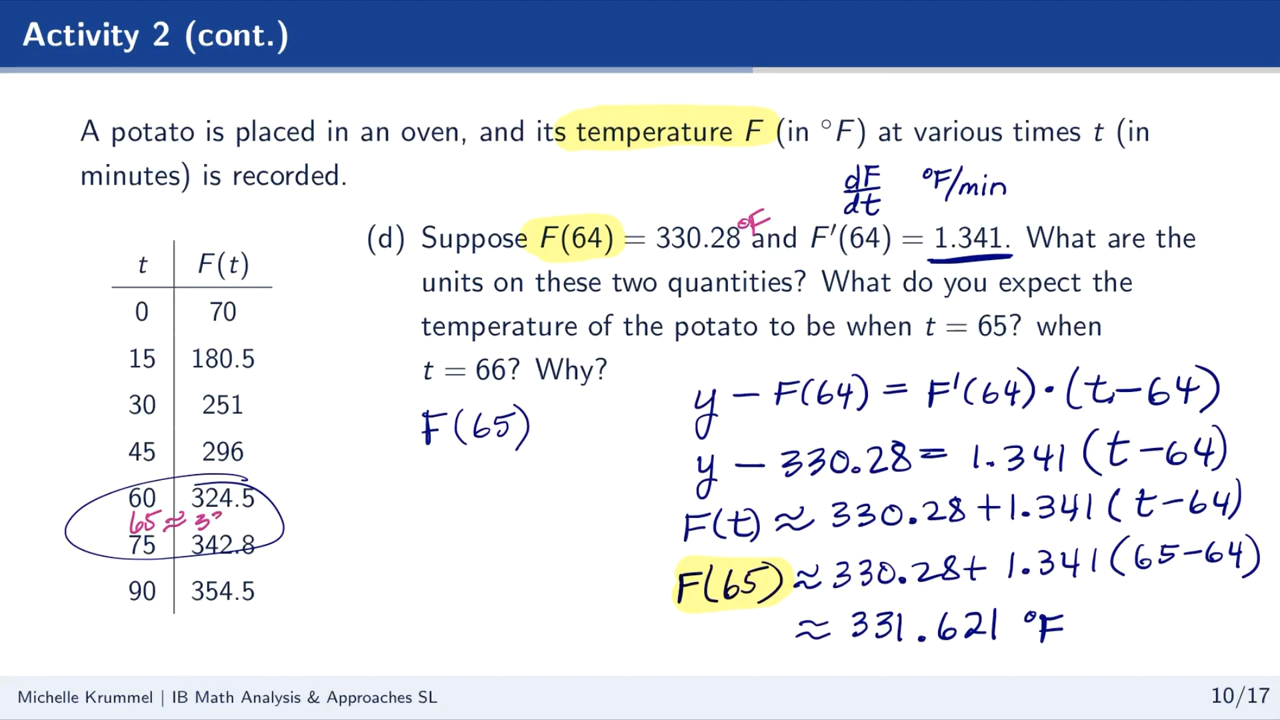 Activity 2 (cont.)
A potato is placed in an oven, and its temperature F (in °F) at various times t (in
minutes) is recorded.
dF/dt °F/min
°F
(d) Suppose F(64) = 330.28 and F′(64) = 1.341. What are the
units on these two quantities? What do you expect the
temperature of the potato to be when t = 65? when
t = 66? Why?
t F(t)
0 70
15 180.5
30 251
45 296
60 324.5
65 ≈ 3
75 342.8
90 354.5
F(65)
y − F(64) = F'(64) · (t − 64)
y − 330.28 = 1.341 (t − 64)
F(t) ≈ 330.28 + 1.341 (t − 64)
F(65) ≈ 330.28 + 1.341 (65 − 64)
≈ 331.621 °F
Michelle Krummel | IB Math Analysis & Approaches SL
10/17